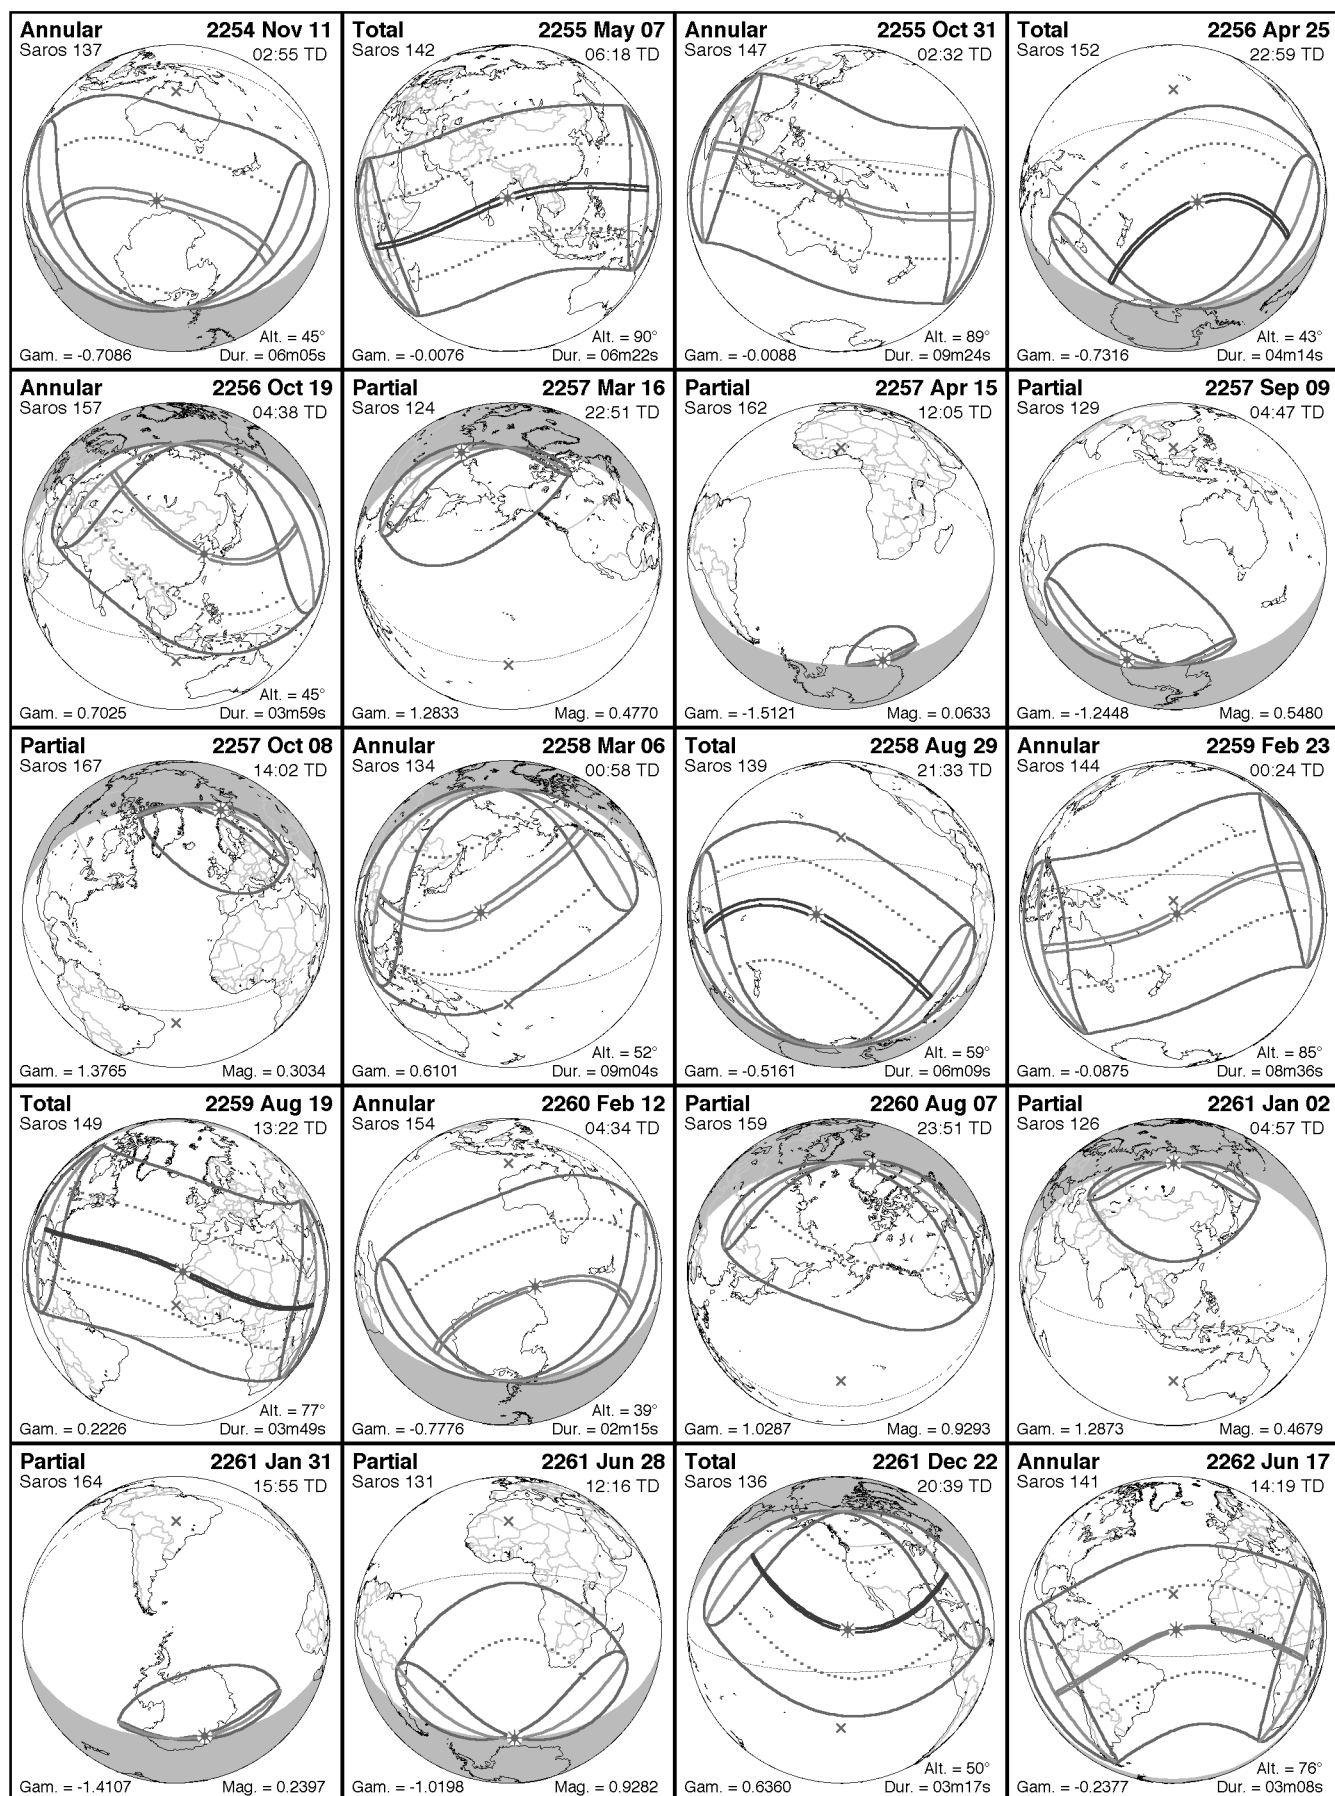 Annular 2254 Nov 11
Saros 137 02:55 TD
Alt. = 45°
Gam. = -0.7086 Dur. = 06m05s
Total 2255 May 07
Saros 142 06:18 TD
Alt. = 90°
Gam. = -0.0076 Dur. = 06m22s
Annular 2255 Oct 31
Saros 147 02:32 TD
Alt. = 89°
Gam. = -0.0088 Dur. = 09m24s
Total 2256 Apr 25
Saros 152 22:59 TD
Alt. = 43°
Gam. = -0.7316 Dur. = 04m14s
Annular 2256 Oct 19
Saros 157 04:38 TD
Alt. = 45°
Gam. = 0.7025 Dur. = 03m59s
Partial 2257 Mar 16
Saros 124 22:51 TD
Gam. = 1.2833 Mag. = 0.4770
Partial 2257 Apr 15
Saros 162 12:05 TD
Gam. = -1.5121 Mag. = 0.0633
Partial 2257 Sep 09
Saros 129 04:47 TD
Gam. = -1.2448 Mag. = 0.5480
Partial 2257 Oct 08
Saros 167 14:02 TD
Gam. = 1.3765 Mag. = 0.3034
Annular 2258 Mar 06
Saros 134 00:58 TD
Alt. = 52°
Gam. = 0.6101 Dur. = 09m04s
Total 2258 Aug 29
Saros 139 21:33 TD
Alt. = 59°
Gam. = -0.5161 Dur. = 06m09s
Annular 2259 Feb 23
Saros 144 00:24 TD
Alt. = 85°
Gam. = -0.0875 Dur. = 08m36s
Total 2259 Aug 19
Saros 149 13:22 TD
Alt. = 77°
Gam. = 0.2226 Dur. = 03m49s
Annular 2260 Feb 12
Saros 154 04:34 TD
Alt. = 39°
Gam. = -0.7776 Dur. = 02m15s
Partial 2260 Aug 07
Saros 159 23:51 TD
Gam. = 1.0287 Mag. = 0.9293
Partial 2261 Jan 02
Saros 126 04:57 TD
Gam. = 1.2873 Mag. = 0.4679
Partial 2261 Jan 31
Saros 164 15:55 TD
Gam. = -1.4107 Mag. = 0.2397
Partial 2261 Jun 28
Saros 131 12:16 TD
Gam. = -1.0198 Mag. = 0.9282
Total 2261 Dec 22
Saros 136 20:39 TD
Alt. = 50°
Gam. = 0.6360 Dur. = 03m17s
Annular 2262 Jun 17
Saros 141 14:19 TD
Alt. = 76°
Gam. = -0.2377 Dur. = 03m08s